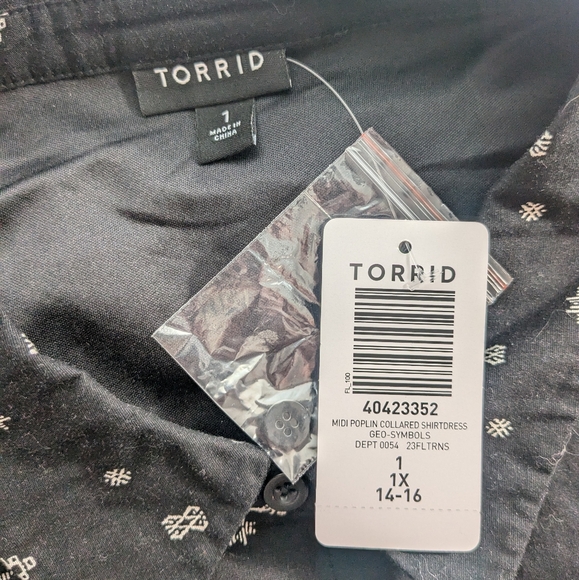 TORRID
1
MADE IN
CHINA
TORRID
FL_100
40423352
MIDI POPLIN COLLARED SHIRTDRESS
GEO-SYMBOLS
DEPT 0054 23FLTRNS
1
1X
14-16